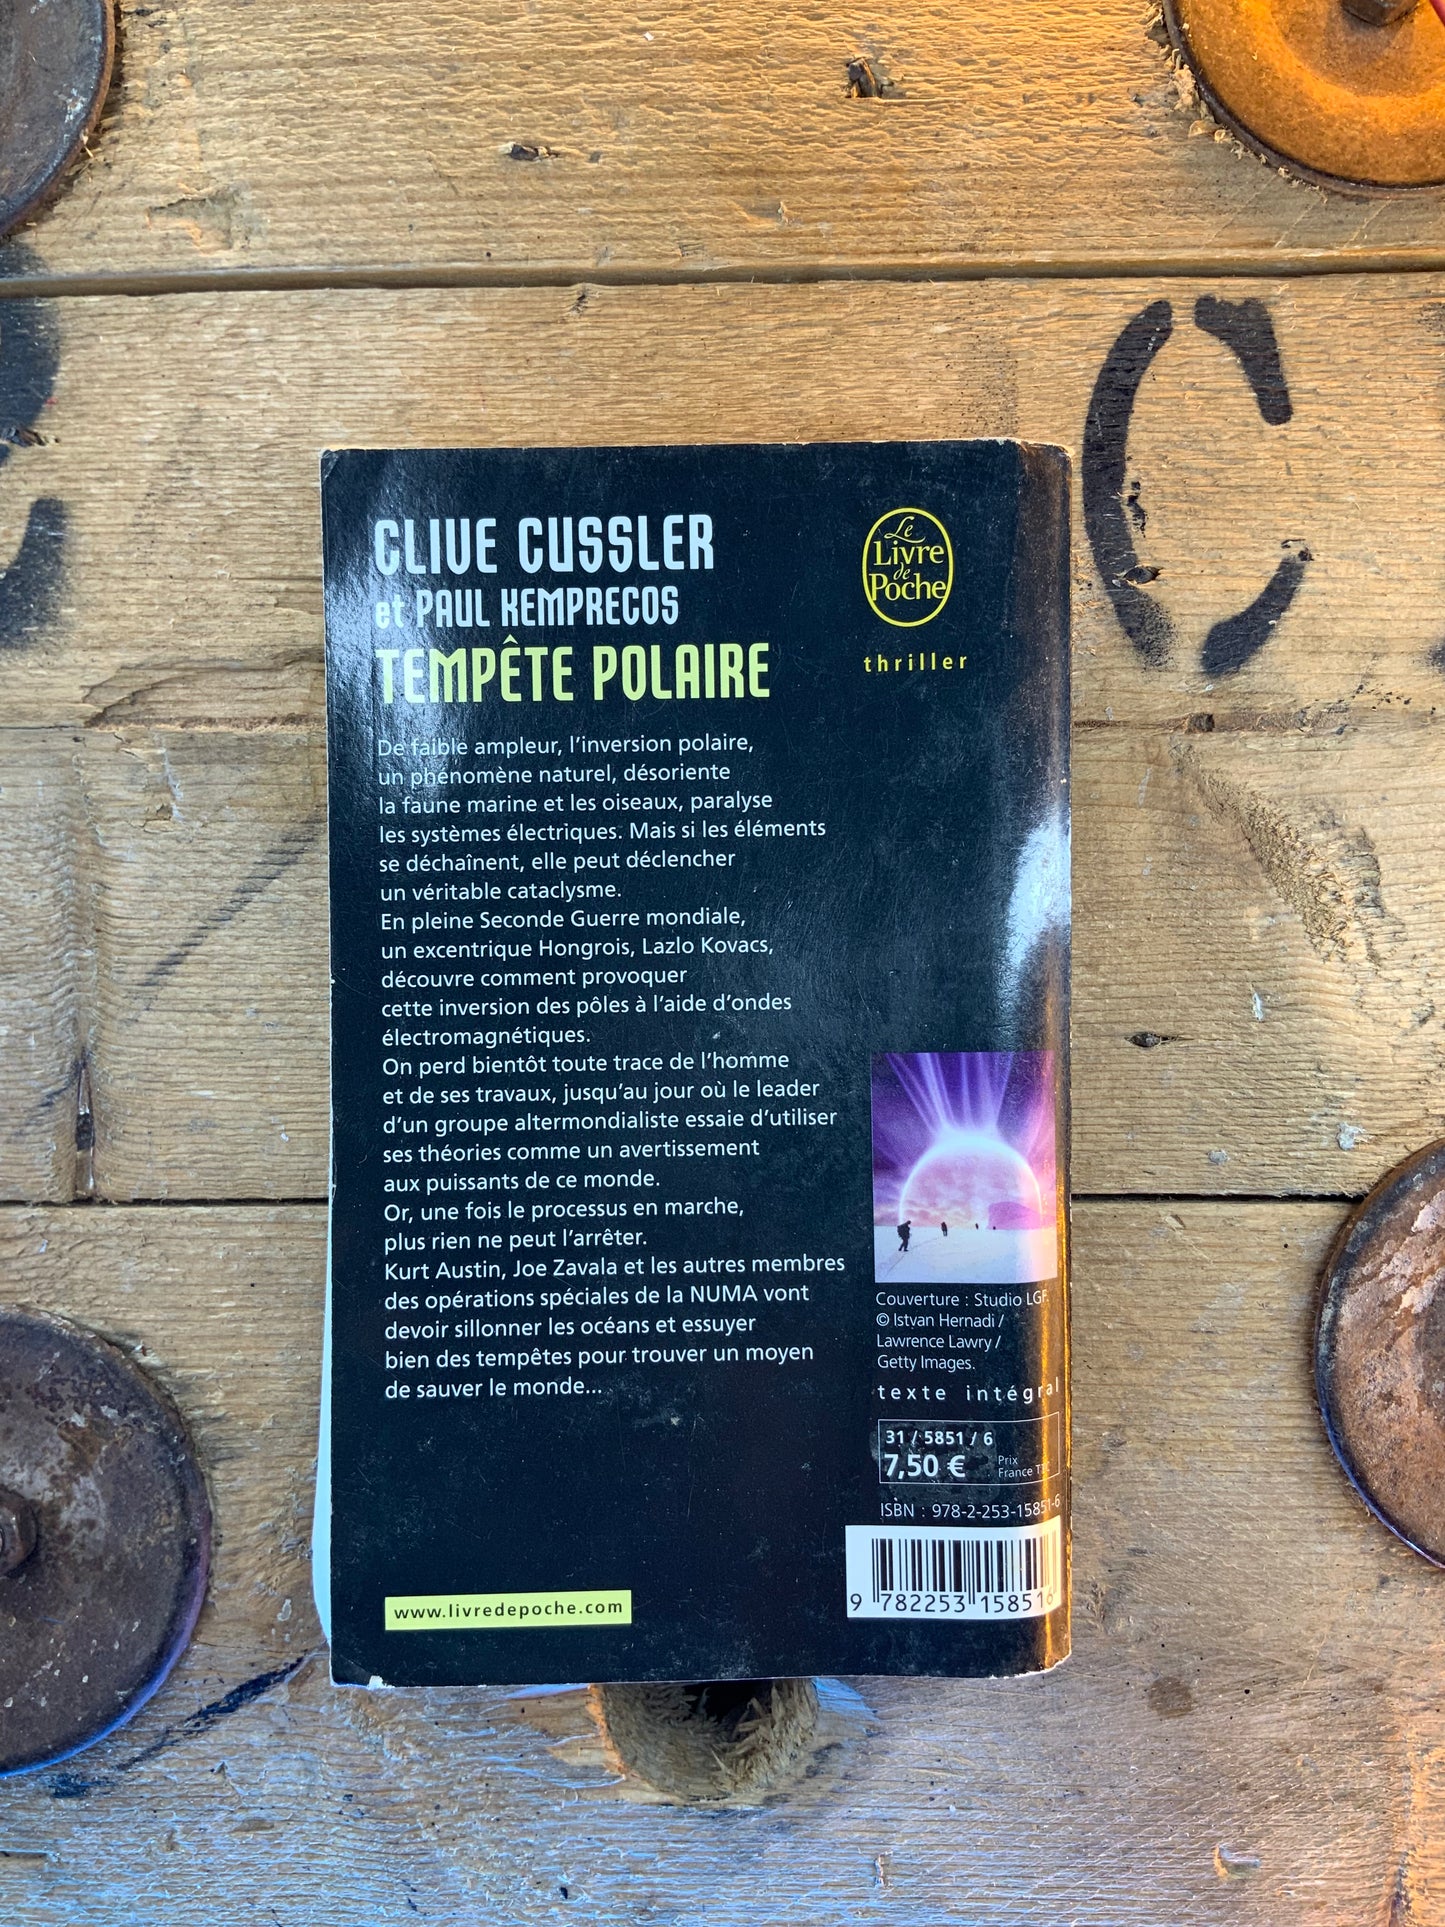 C
CLIVE CUSSLER
et PAUL KEMPRECOS
TEMPÊTE POLAIRE
Le
Livre
de
Poche
thriller
De faible ampleur, l'inversion polaire,
un phénomène naturel, désoriente
la faune marine et les oiseaux, paralyse
les systèmes électriques. Mais si les éléments
se déchaînent, elle peut déclencher
un véritable cataclysme.
En pleine Seconde Guerre mondiale,
un excentrique Hongrois, Lazlo Kovacs,
découvre comment provoquer
cette inversion des pôles à l'aide d'ondes
électromagnétiques.
On perd bientôt toute trace de l'homme
et de ses travaux, jusqu'au jour où le leader
d'un groupe altermondialiste essaie d'utiliser
ses théories comme un avertissement
aux puissants de ce monde.
Or, une fois le processus en marche,
plus rien ne peut l'arrêter.
Kurt Austin, Joe Zavala et les autres membres
des opérations spéciales de la NUMA vont
devoir sillonner les océans et essuyer
bien des tempêtes pour trouver un moyen
de sauver le monde...
www.livredepoche.com
Couverture : Studio LGF.
© Istvan Hernadi /
Lawrence Lawry /
Getty Images.
texte intégral
31 / 5851 / 6
7,50 €
Prix
France
ISBN : 978-2-253-15851-6
9 782253 158516